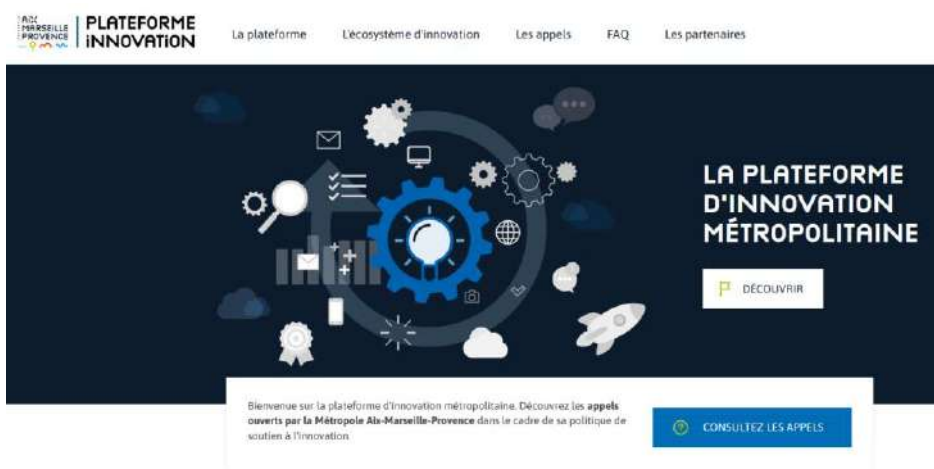 AIX
MARSEILLE
PROVENCE
PLATEFORME
iNNOVATiON
La plateforme
L'écosystème d'innovation
Les appels
FAQ
Les partenaires
LA PLATEFORME
D'INNOVATION
MÉTROPOLITAINE
DÉCOUVRIR
Bienvenue sur la plateforme d'innovation métropolitaine. Découvrez les appels
ouverts par la Métropole Aix-Marseille-Provence dans le cadre de sa politique de
soutien à l'innovation
CONSULTEZ LES APPELS